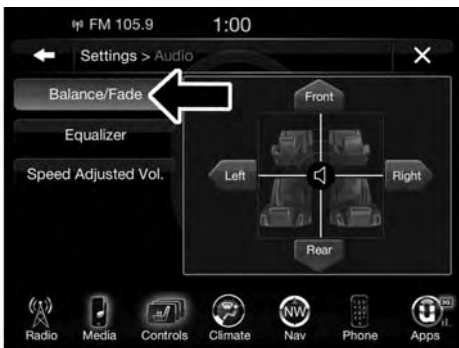 FM 105.9 1:00
Settings > Audio
Balance/Fade
Equalizer
Speed Adjusted Vol.
Front
Left
Right
Rear
Radio Media Controls Climate NW Nav Phone Apps